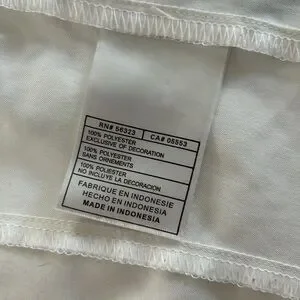 RN# 56323 CA# 05553
100% POLYESTER
EXCLUSIVE OF DECORATION
100% POLYESTER
SANS ORNEMENTS
100% POLIESTER
NO INCLUYE LA DECORACION
FABRIQUE EN INDONESIE
HECHO EN INDONESIA
MADE IN INDONESIA